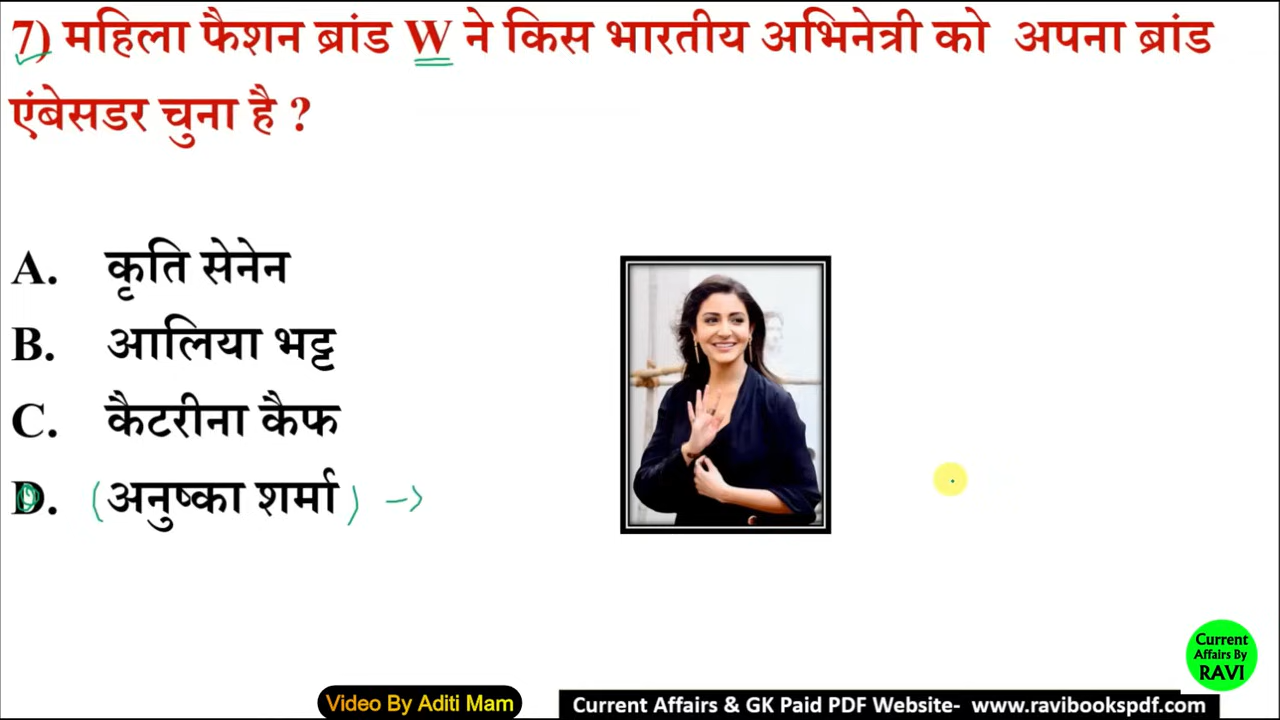 7) महिला फैशन ब्रांड W ने किस भारतीय अभिनेत्री को अपना ब्रांड
एंबेसडर चुना है ?
A. कृति सेनेन
B. आलिया भट्ट
C. कैटरीना कैफ
D. (अनुष्का शर्मा) ->
Current
Affairs By
RAVI
Video By Aditi Mam
Current Affairs & GK Paid PDF Website- www.ravibookspdf.com